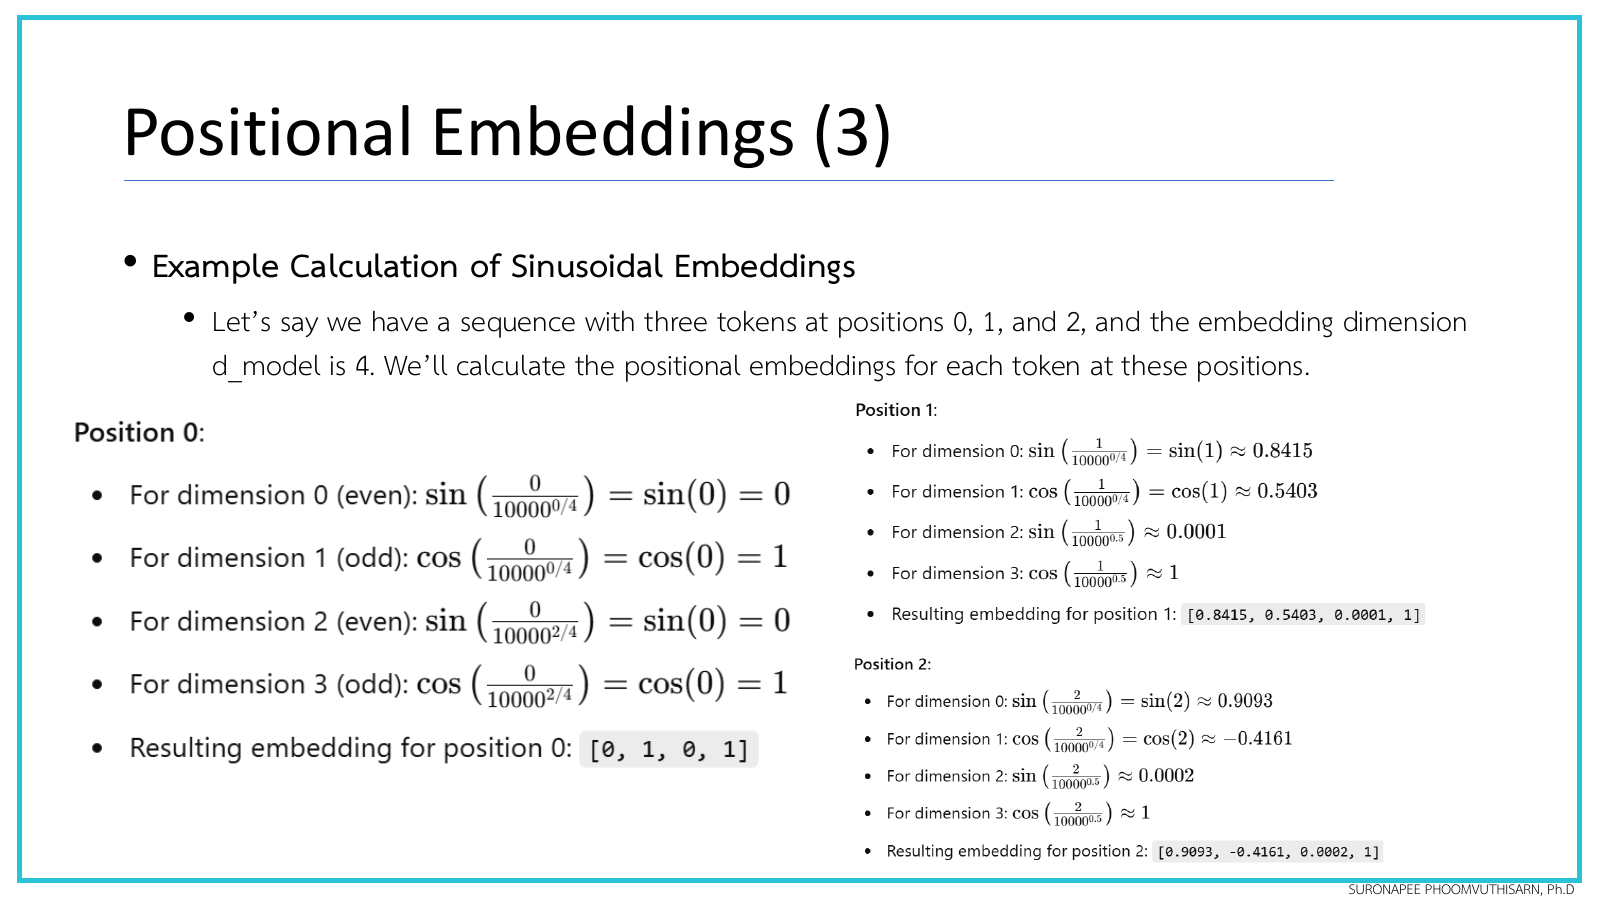 Positional Embeddings (3)
• Example Calculation of Sinusoidal Embeddings
• Let's say we have a sequence with three tokens at positions 0, 1, and 2, and the embedding dimension
d_model is 4. We'll calculate the positional embeddings for each token at these positions.
Position 0:
• For dimension 0 (even): sin (0/10000^{0/4}) = sin(0) = 0
• For dimension 1 (odd): cos (0/10000^{0/4}) = cos(0) = 1
• For dimension 2 (even): sin (0/10000^{2/4}) = sin(0) = 0
• For dimension 3 (odd): cos (0/10000^{2/4}) = cos(0) = 1
• Resulting embedding for position 0: [0, 1, 0, 1]
Position 1:
• For dimension 0: sin (1/10000^{0/4}) = sin(1) ≈ 0.8415
• For dimension 1: cos (1/10000^{0/4}) = cos(1) ≈ 0.5403
• For dimension 2: sin (1/10000^{0.5}) ≈ 0.0001
• For dimension 3: cos (1/10000^{0.5}) ≈ 1
• Resulting embedding for position 1: [0.8415, 0.5403, 0.0001, 1]
Position 2:
• For dimension 0: sin (2/10000^{0/4}) = sin(2) ≈ 0.9093
• For dimension 1: cos (2/10000^{0/4}) = cos(2) ≈ −0.4161
• For dimension 2: sin (2/10000^{0.5}) ≈ 0.0002
• For dimension 3: cos (2/10000^{0.5}) ≈ 1
• Resulting embedding for position 2: [0.9093, -0.4161, 0.0002, 1]
SURONAPEE PHOOMVUTHISARN, Ph.D